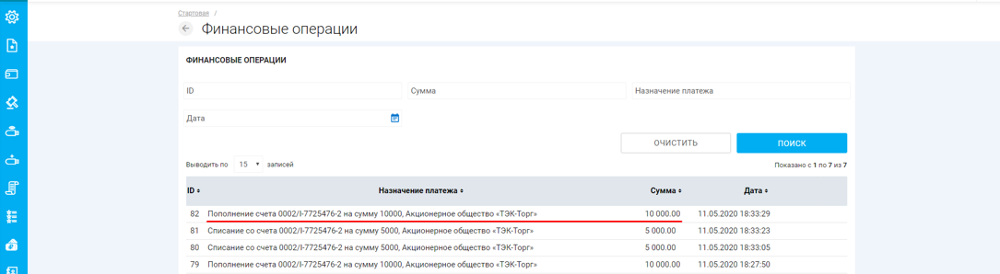 Стартовая /
Финансовые операции
ФИНАНСОВЫЕ ОПЕРАЦИИ
ID Сумма Назначение платежа
Дата
ОЧИСТИТЬ ПОИСК
Выводить по 15 записей Показано с 1 по 7 из 7
ID Назначение платежа Сумма Дата
82 Пополнение счета 0002/I-7725476-2 на сумму 10000, Акционерное общество «ТЭК-Торг» 10 000.00 11.05.2020 18:33:29
81 Списание со счета 0002/I-7725476-2 на сумму 5000, Акционерное общество «ТЭК-Торг» 5 000.00 11.05.2020 18:33:23
80 Списание со счета 0002/I-7725476-2 на сумму 5000, Акционерное общество «ТЭК-Торг» 5 000.00 11.05.2020 18:33:05
79 Пополнение счета 0002/I-7725476-2 на сумму 10000, Акционерное общество «ТЭК-Торг» 10 000.00 11.05.2020 18:27:50